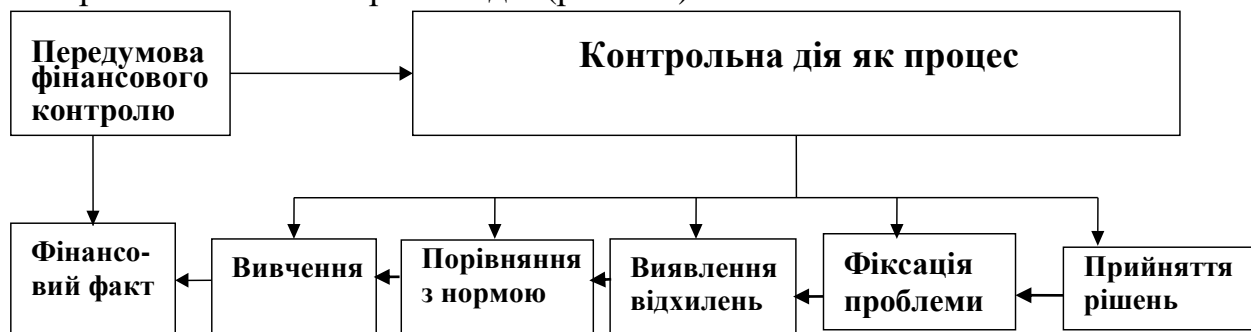 Передумова
фінансового
контролю
Контрольна дія як процес
Фінансо-
вий факт
Вивчення
Порівняння
з нормою
Виявлення
відхилень
Фіксація
проблеми
Прийняття
рішень